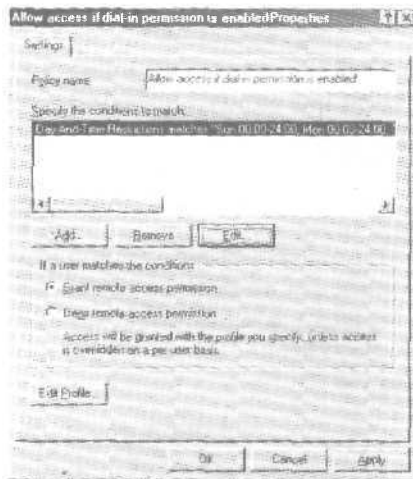 Allow access if dial-in permission is enabled Properties
Settings
Policy name:
Allow access if dial-in permission is enabled
Specify the conditions to match:
Day-And-Time-Restrictions matches "Sun 00:00-24:00, Mon 00:00-24:00,
Add...
Remove
Edit...
If a user matches the conditions
Grant remote access permission
Deny remote access permission
Access will be granted with the profile you specify, unless access
is overridden on a per user basis.
Edit Profile...
OK
Cancel
Apply